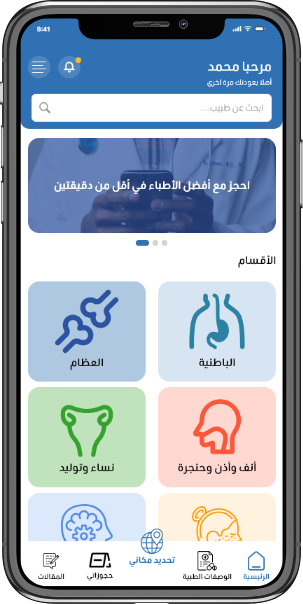 9:41
مرحبا محمد
أهلا بعودتك مرة اخرى
ابحث عن طبيب....
احجز مع أفضل الأطباء في أقل من دقيقتين
الأقسام
الباطنية
العظام
أنف وأذن وحنجرة
نساء وتوليد
الرئيسية
الوصفات الطبية
تحديد مكاني
حجوزاتي
المقالات